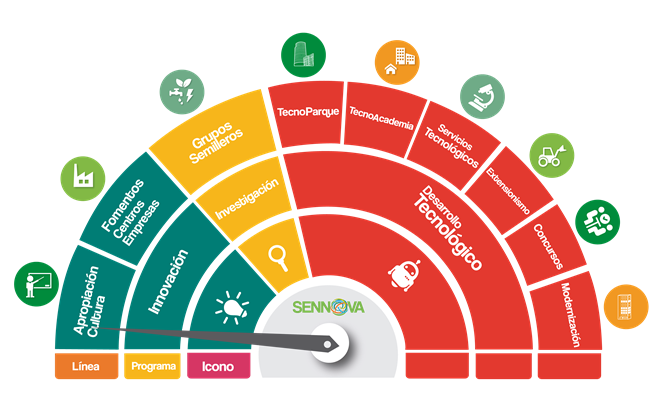 TecnoParque
TecnoAcademia
Servicios
Tecnológicos
Extensionismo
Concursos
Modernización
Grupos
Semilleros
Investigación
Desarrollo
Tecnológico
Fomentos
Centros
Empresas
Innovación
Apropiación
Cultura
SENNOVA
Línea
Programa
Icono